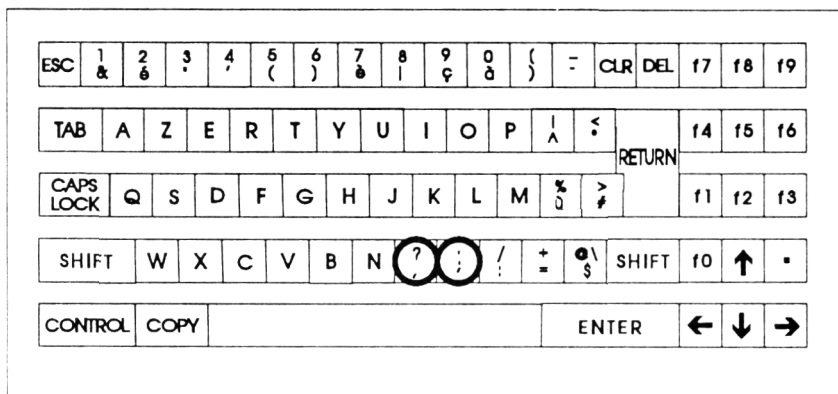 ESC 1 & 2 é 3 " 4 ' 5 ( 6 ) 7 è 8 | 9 ç 0 à ( ) _ - CLR DEL f7 f8 f9
TAB A Z E R T Y U I O P | ^ < * RETURN f4 f5 f6
CAPS LOCK Q S D F G H J K L M % ù > # f1 f2 f3
SHIFT W X C V B N ? , . ; / : + = @ \ $ SHIFT f0 ↑ .
CONTROL COPY ENTER ← ↓ →